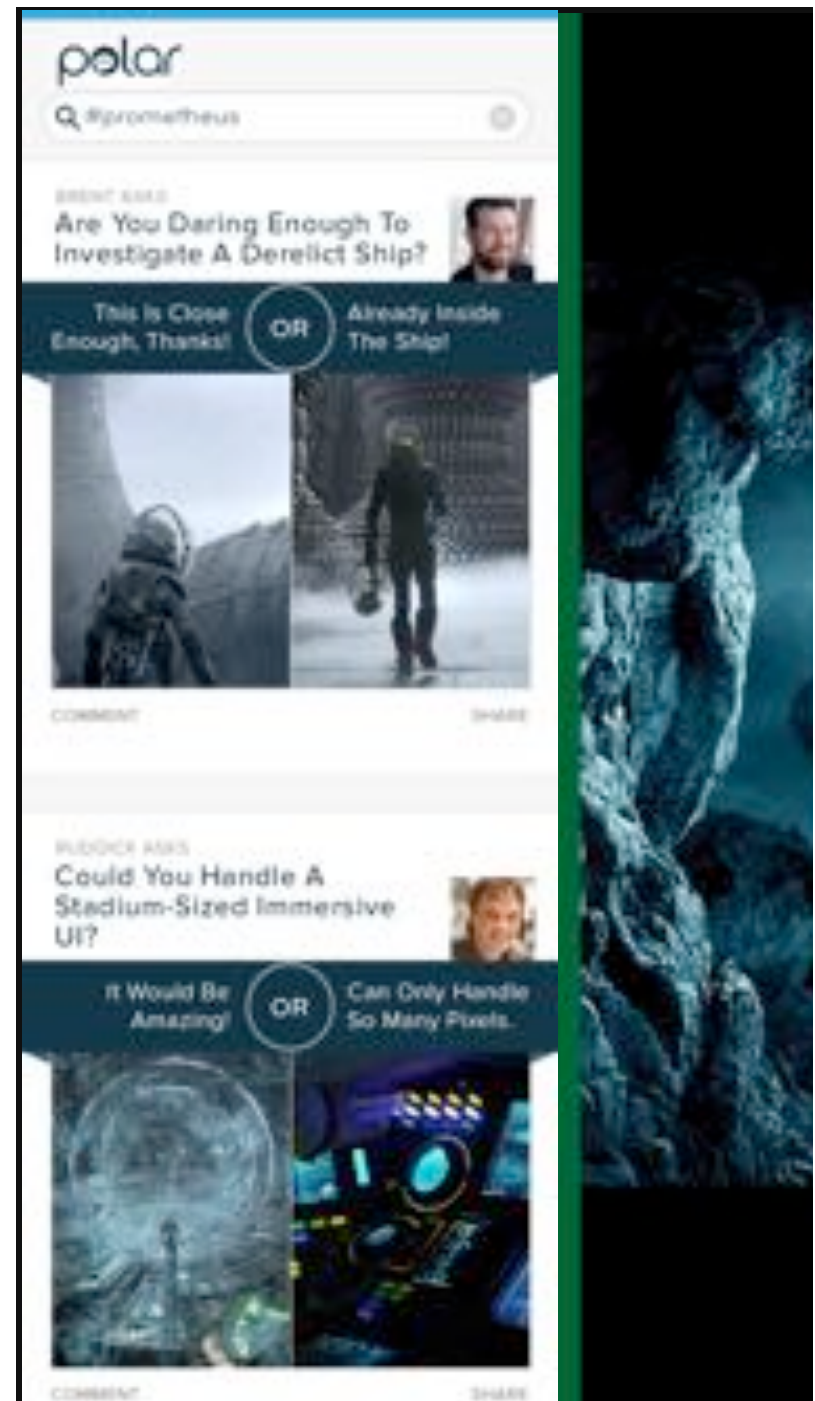 polar
#prometheus
BRENT ASKS
Are You Daring Enough To
Investigate A Derelict Ship?
This Is Close
Enough, Thanks!
OR
Already Inside
The Ship!
COMMENT
SHARE
RUDDICK ASKS
Could You Handle A
Stadium-Sized Immersive
UI?
It Would Be
Amazing!
OR
Can Only Handle
So Many Pixels.
COMMENT
SHARE